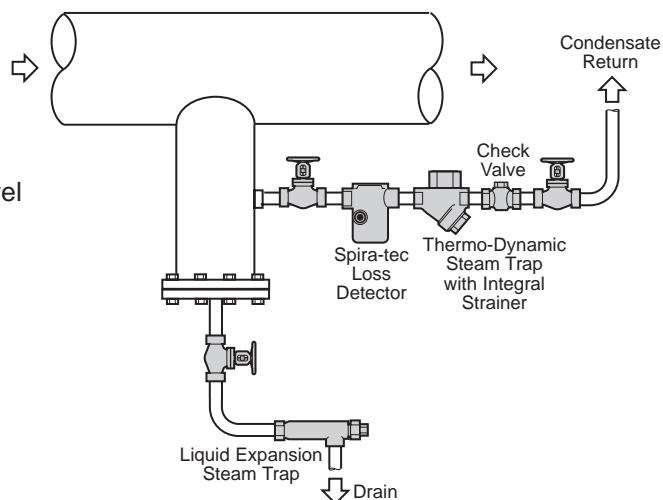 Condensate
Return
Check
Valve
vel
Spira-tec
Loss
Detector
Thermo-Dynamic
Steam Trap
with Integral
Strainer
Liquid Expansion
Steam Trap
Drain